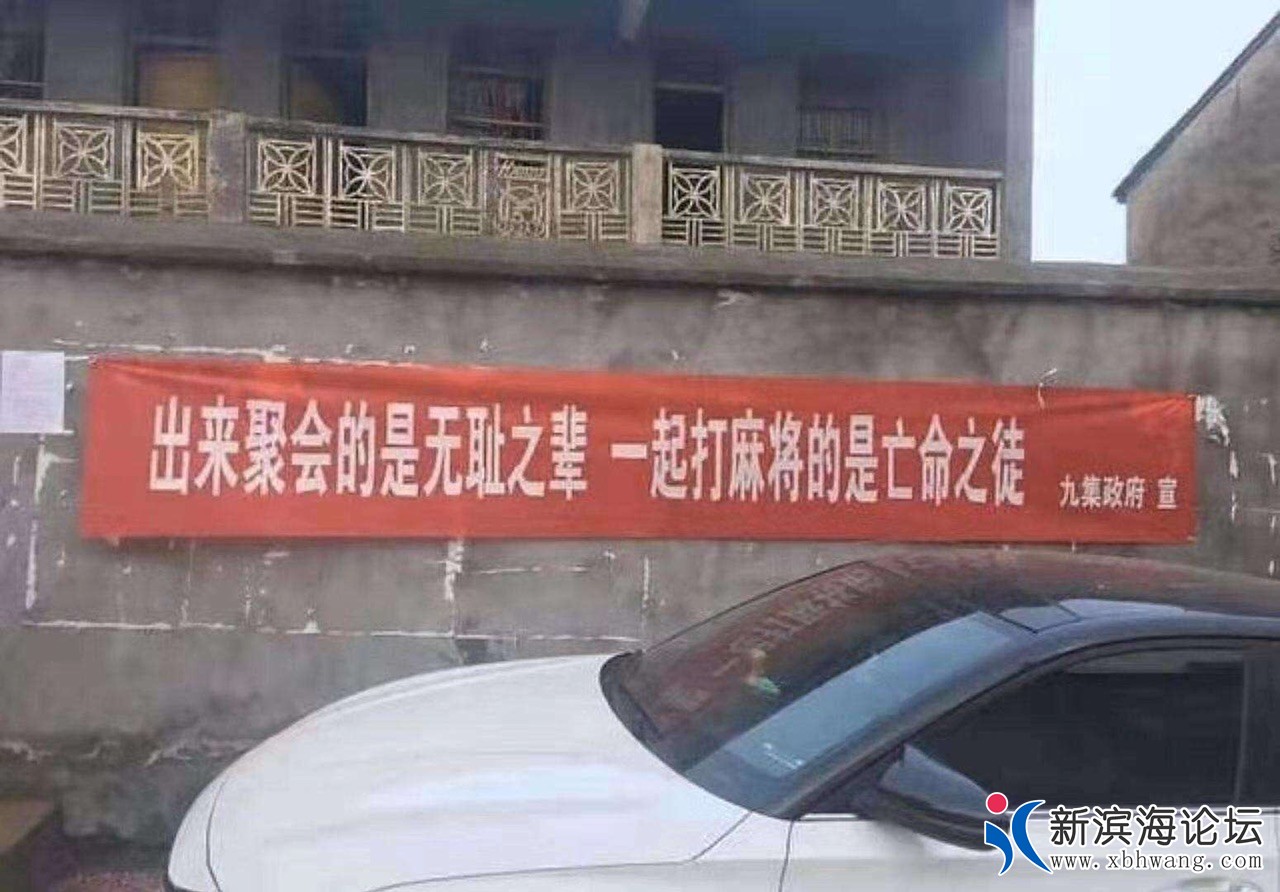 出来聚会的是无耻之辈 一起打麻将的是亡命之徒 九集政府 宣
新滨海论坛
www.xbhwang.com